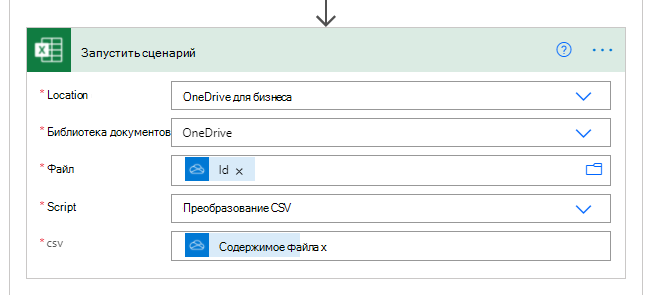 Запустить сценарий ? ...
* Location OneDrive для бизнеса
* Библиотека документов OneDrive
* Файл Id x
* Script Преобразование CSV
* csv Содержимое файла x